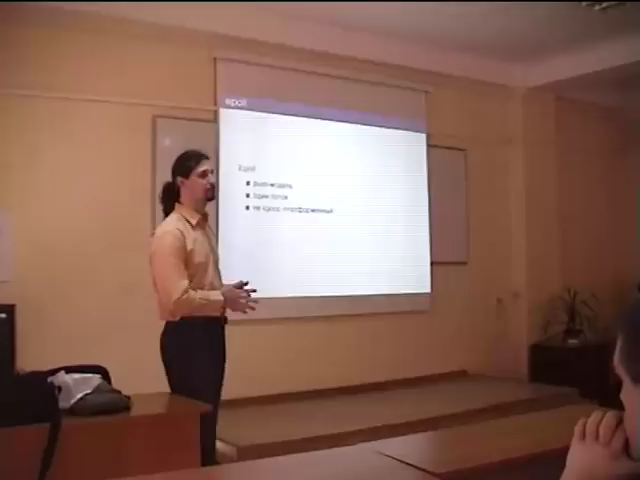 epoll
Epoll
push-модель
Один поток
Не кросс-платформенный